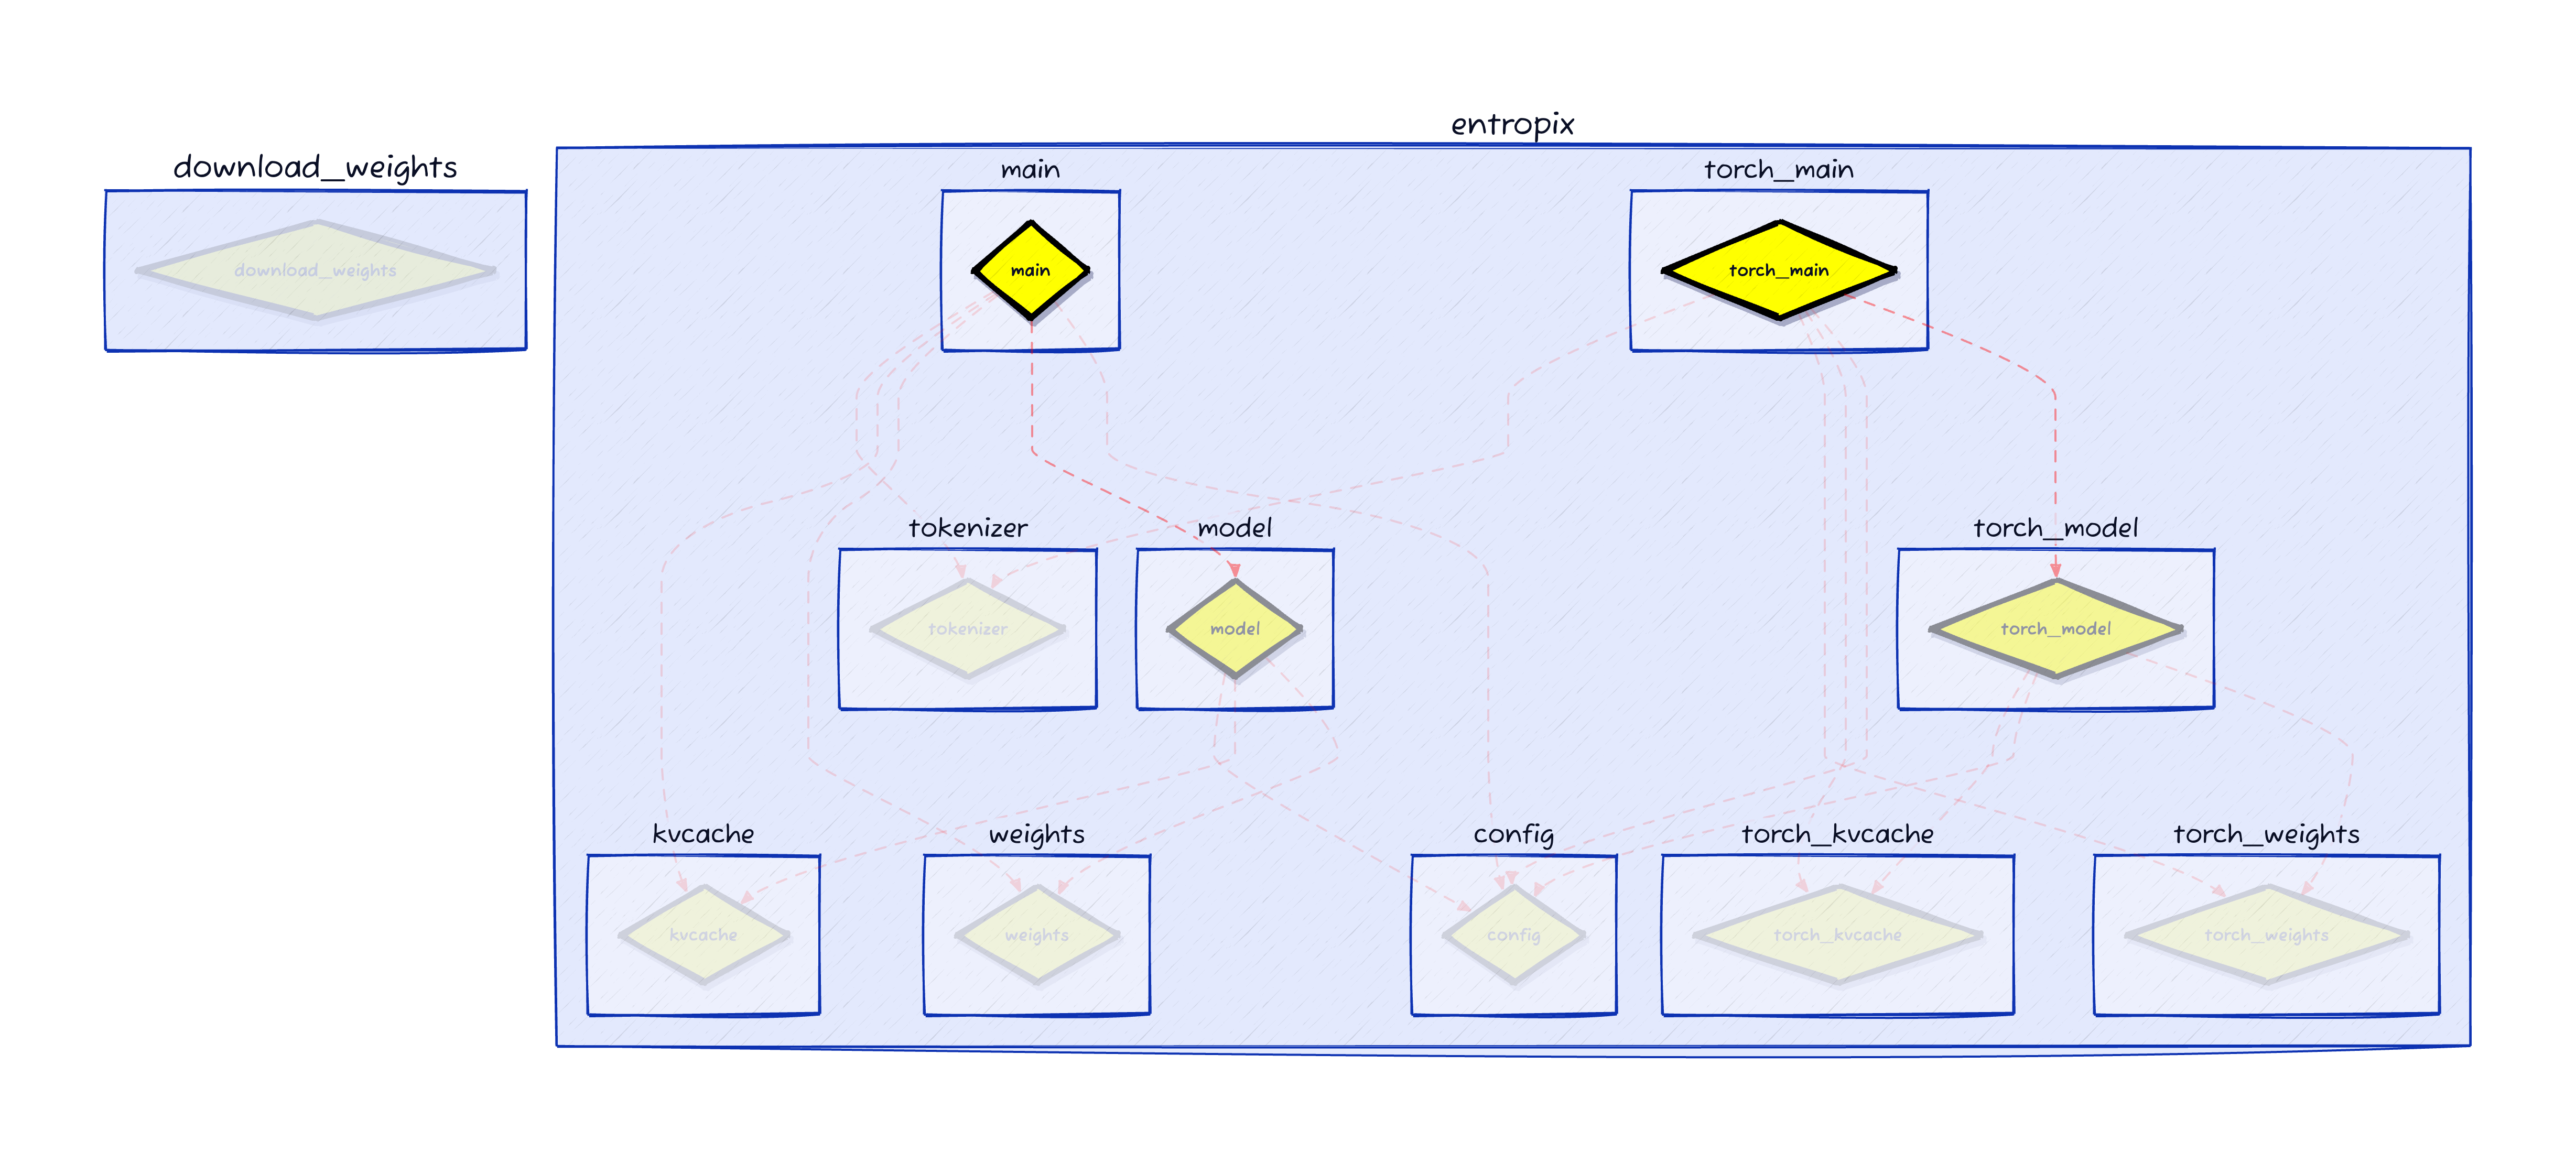 entropix
download_weights
main
torch_main
download_weights
main
torch_main
tokenizer
model
torch_model
tokenizer
model
torch_model
kvcache
weights
config
torch_kvcache
torch_weights
kvcache
weights
config
torch_kvcache
torch_weights